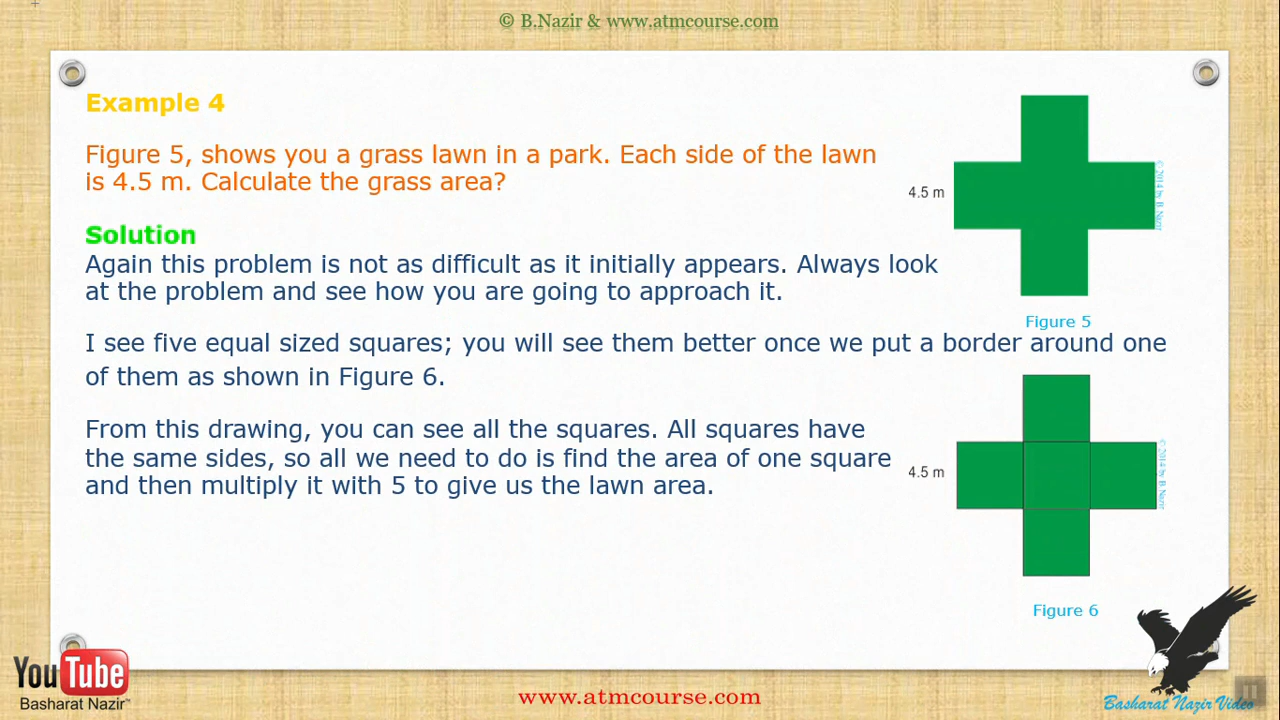 © B.Nazir & www.atmcourse.com
Example 4
Figure 5, shows you a grass lawn in a park. Each side of the lawn
is 4.5 m. Calculate the grass area?
4.5 m
© 2014 by B. Nazir
Figure 5
Solution
Again this problem is not as difficult as it initially appears. Always look
at the problem and see how you are going to approach it.
I see five equal sized squares; you will see them better once we put a border around one
of them as shown in Figure 6.
From this drawing, you can see all the squares. All squares have
the same sides, so all we need to do is find the area of one square
and then multiply it with 5 to give us the lawn area.
4.5 m
© 2014 by B. Nazir
Figure 6
YouTube
Basharat Nazir™
www.atmcourse.com
Basharat Nazir Video